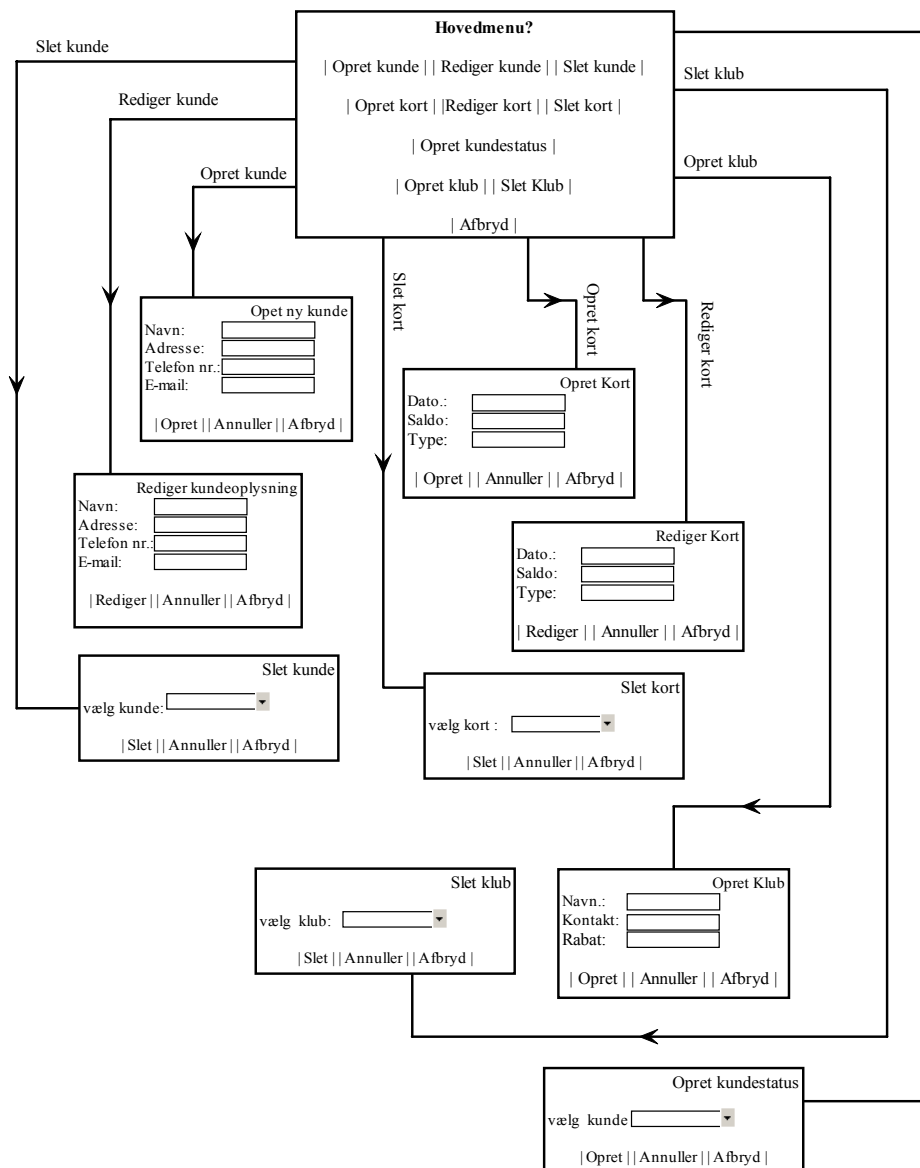 Hovedmenu?
| Opret kunde | | Rediger kunde | | Slet kunde |
| Opret kort | |Rediger kort | | Slet kort |
| Opret kundestatus |
| Opret klub | | Slet Klub |
| Afbryd |
Slet kunde
Rediger kunde
Opret kunde
Slet klub
Opret klub
Slet kort
Opret kort
Rediger kort
Opet ny kunde
Navn:
Adresse:
Telefon nr.:
E-mail:
| Opret | | Annuller | | Afbryd |
Opret Kort
Dato.:
Saldo:
Type:
| Opret | | Annuller | | Afbryd |
Rediger kundeoplysning
Navn:
Adresse:
Telefon nr.:
E-mail:
| Rediger | | Annuller | | Afbryd |
Rediger Kort
Dato.:
Saldo:
Type:
| Rediger | | Annuller | | Afbryd |
Slet kunde
vælg kunde:
| Slet | | Annuller | | Afbryd |
Slet kort
vælg kort :
| Slet | | Annuller | | Afbryd |
Slet klub
vælg klub:
| Slet | | Annuller | | Afbryd |
Opret Klub
Navn.:
Kontakt:
Rabat:
| Opret | | Annuller | | Afbryd |
Opret kundestatus
vælg kunde
| Opret | | Annuller | | Afbryd |